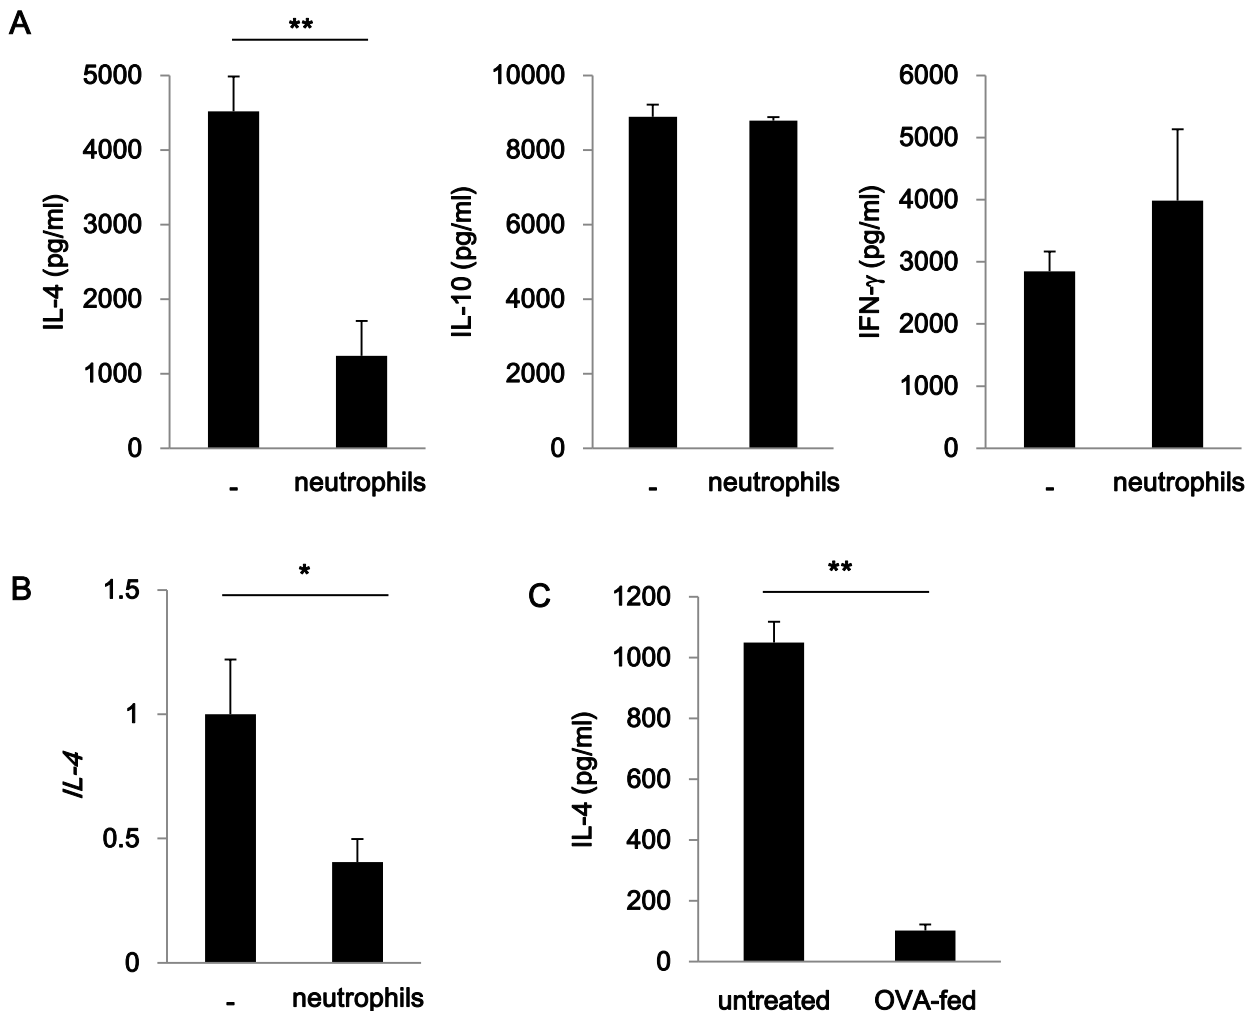 A
**
5000
4000
3000
2000
1000
0
IL-4 (pg/ml)
-
neutrophils
10000
8000
6000
4000
2000
0
IL-10 (pg/ml)
-
neutrophils
6000
5000
4000
3000
2000
1000
0
IFN-γ (pg/ml)
-
neutrophils
B
*
1.5
1
0.5
0
IL-4
-
neutrophils
C
**
1200
1000
800
600
400
200
0
IL-4 (pg/ml)
untreated
OVA-fed